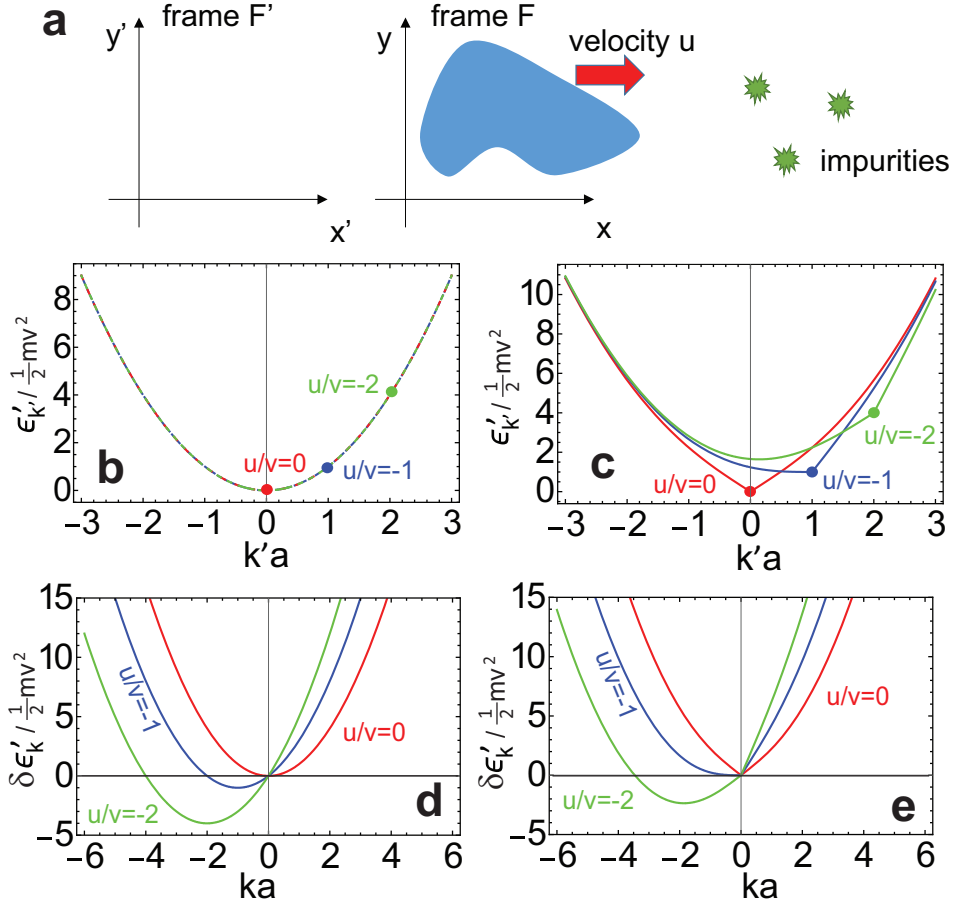 a
frame F'
frame F
y'
y
velocity u
impurities
x'
x
8
6
4
2
0
ϵ′k′ / ½mv²
u/v=-2
u/v=0
u/v=-1
b
−3 −2 −1 0 1 2 3
k'a
10
8
6
4
2
0
ϵ′k′ / ½mv²
u/v=0
u/v=-1
u/v=-2
c
−3 −2 −1 0 1 2 3
k'a
15
10
5
0
−5
δϵ′k / ½mv²
u/v=-1
u/v=0
u/v=-2
d
−6 −4 −2 0 2 4 6
ka
15
10
5
0
−5
δϵ′k / ½mv²
u/v=-1
u/v=0
u/v=-2
e
−6 −4 −2 0 2 4 6
ka